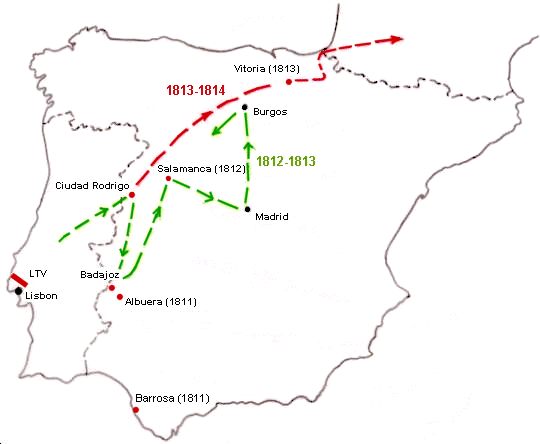 Vitoria (1813)
1813-1814
Burgos
1812-1813
Salamanca (1812)
Ciudad Rodrigo
Madrid
LTV
Badajoz
Lisbon
Albuera (1811)
Barrosa (1811)